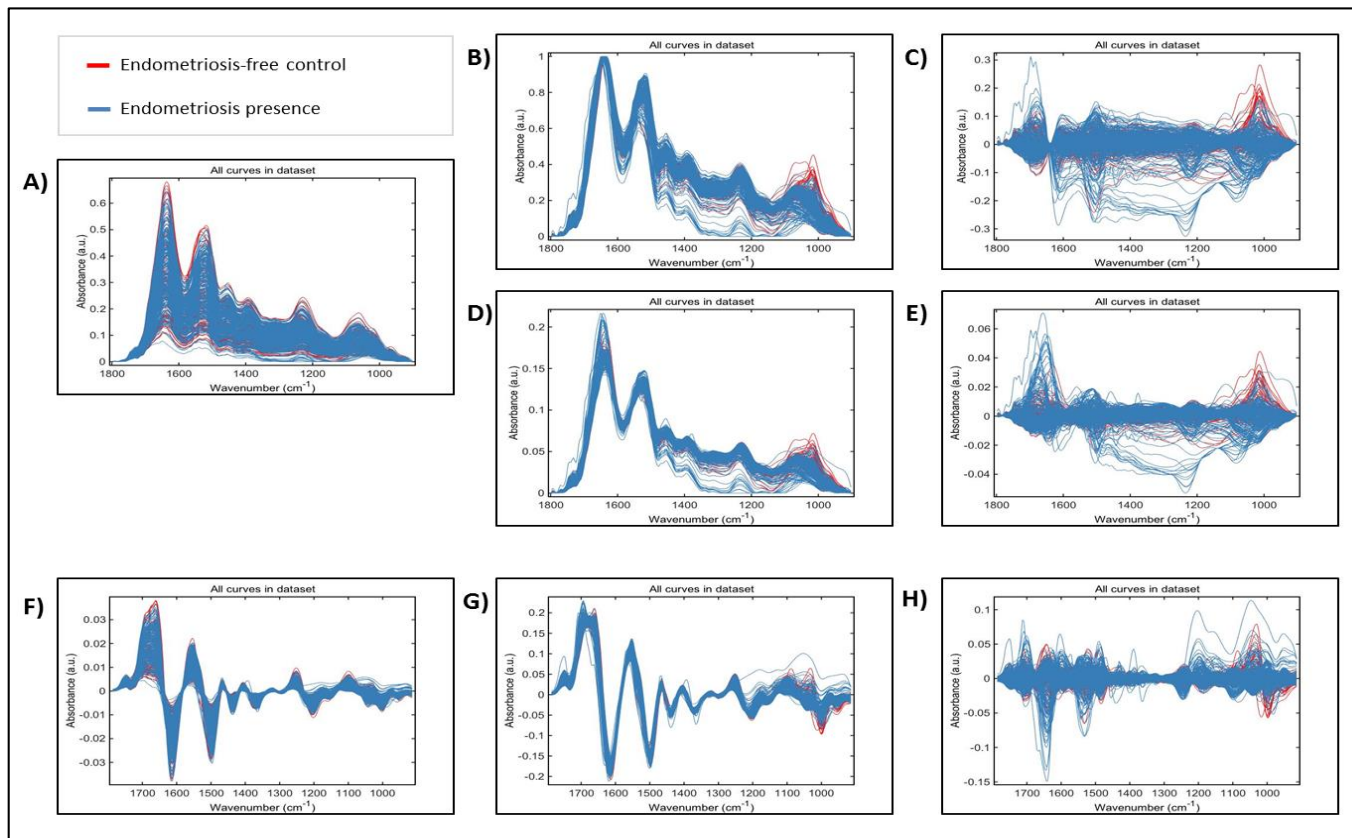 Endometriosis-free control
Endometriosis presence
A)
All curves in dataset
Absorbance (a.u.)
0.6
0.5
0.4
0.3
0.2
0.1
0
1800 1600 1400 1200 1000
Wavenumber (cm-1)
B)
All curves in dataset
Absorbance (a.u.)
1
0.8
0.6
0.4
0.2
0
1800 1600 1400 1200 1000
Wavenumber (cm-1)
C)
All curves in dataset
Absorbance (a.u.)
0.3
0.2
0.1
0
-0.1
-0.2
-0.3
1800 1600 1400 1200 1000
Wavenumber (cm-1)
D)
All curves in dataset
Absorbance (a.u.)
0.2
0.15
0.1
0.05
0
1800 1600 1400 1200 1000
Wavenumber (cm-1)
E)
All curves in dataset
Absorbance (a.u.)
0.06
0.04
0.02
0
-0.02
-0.04
1800 1600 1400 1200 1000
Wavenumber (cm-1)
F)
All curves in dataset
Absorbance (a.u.)
0.03
0.02
0.01
0
-0.01
-0.02
-0.03
1700 1600 1500 1400 1300 1200 1100 1000
Wavenumber (cm-1)
G)
All curves in dataset
Absorbance (a.u.)
0.2
0.15
0.1
0.05
0
-0.05
-0.1
-0.15
-0.2
1700 1600 1500 1400 1300 1200 1100 1000
Wavenumber (cm-1)
H)
All curves in dataset
Absorbance (a.u.)
0.1
0.05
0
-0.05
-0.1
-0.15
1700 1600 1500 1400 1300 1200 1100 1000
Wavenumber (cm-1)